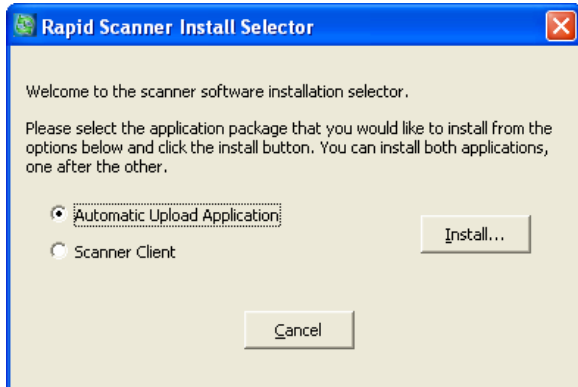 Rapid Scanner Install Selector
Welcome to the scanner software installation selector.
Please select the application package that you would like to install from the
options below and click the install button. You can install both applications,
one after the other.
Automatic Upload Application
Install...
Scanner Client
Cancel